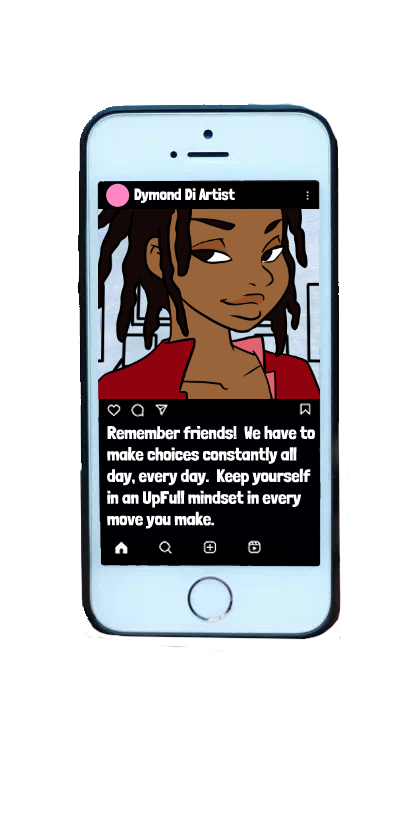 Dymond Di Artist
Remember friends!  We have to
make choices constantly all
day, every day.  Keep yourself
in an UpFull mindset in every
move you make.